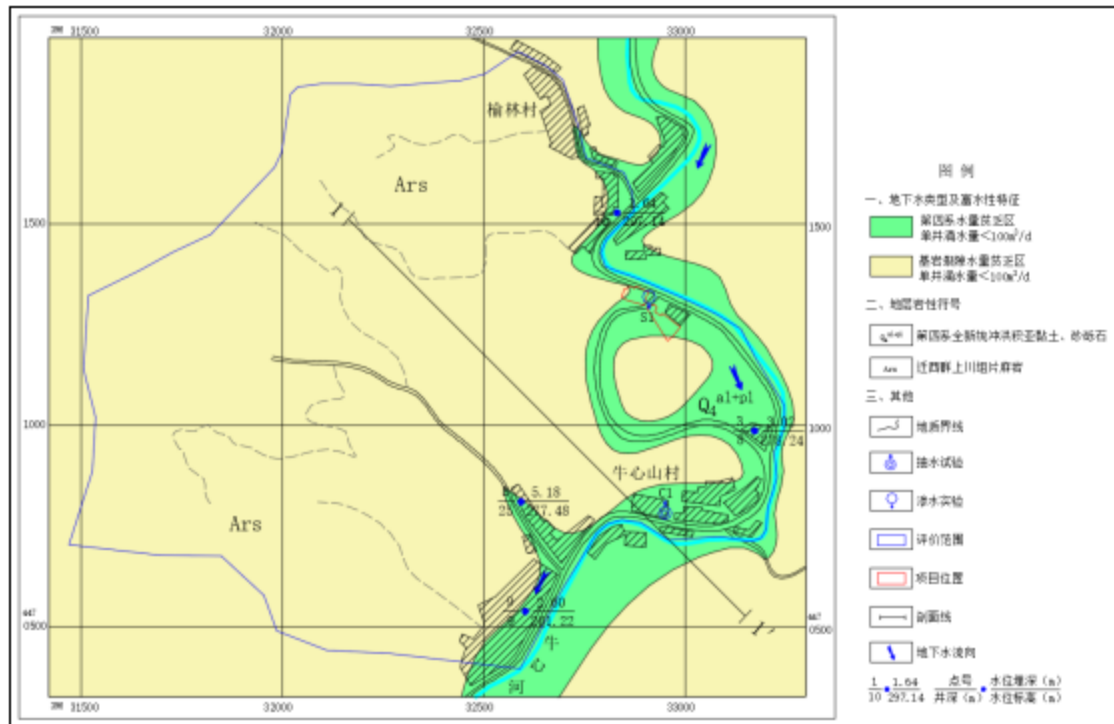 31500 32000 32500 33000
榆林村
Ars
I
1.64
297.14
1500 1500
S1
Q4 al+pl
3.02
1000 1000
牛心山村
C1
5.18
25
Ars
9
2.60
I'
0500 0500
牛
心
河
31500 32000 32500 33000
图 例
一、地下水类型及富水性特征
第四系水量贫乏区
单井涌水量<100m³/d
基岩裂隙水量贫乏区
单井涌水量<100m³/d
二、地层岩性符号
Q4 al+pl 第四系全新统冲洪积亚黏土、砂砾石
Ars 迁西群上川组片麻岩
三、其他
地质界线
抽水试验
渗水实验
评价范围
项目位置
剖面线
地下水流向
1 1.64 点号 水位埋深(m)
10 297.14 井深(m) 水位标高(m)